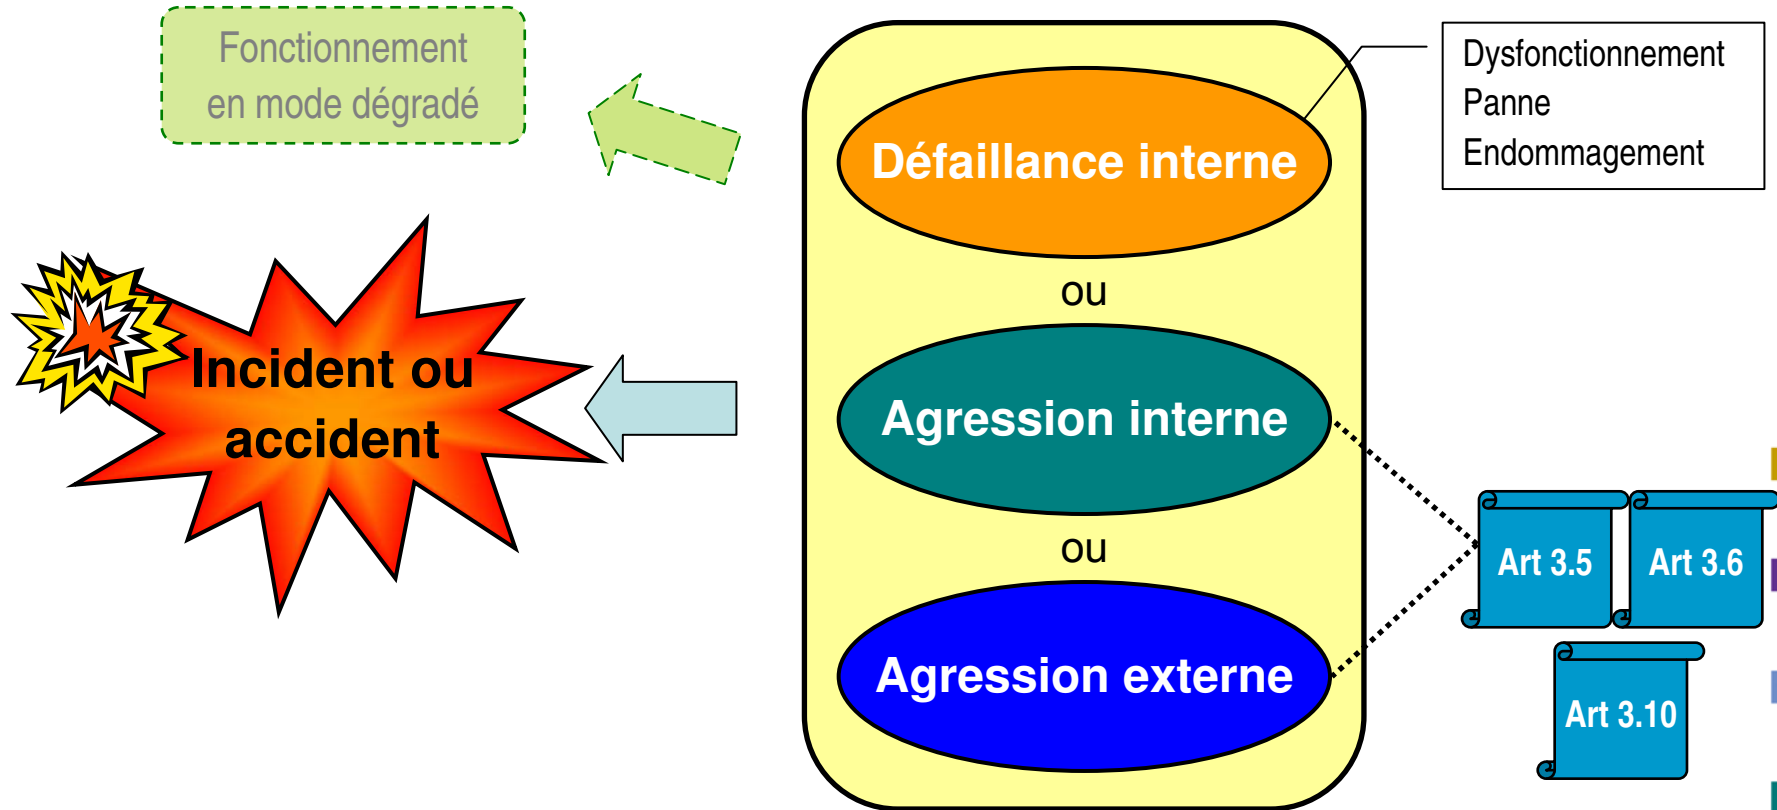 Fonctionnement
en mode dégradé
Incident ou
accident
Défaillance interne
ou
Agression interne
ou
Agression externe
Dysfonctionnement
Panne
Endommagement
Art 3.5
Art 3.6
Art 3.10